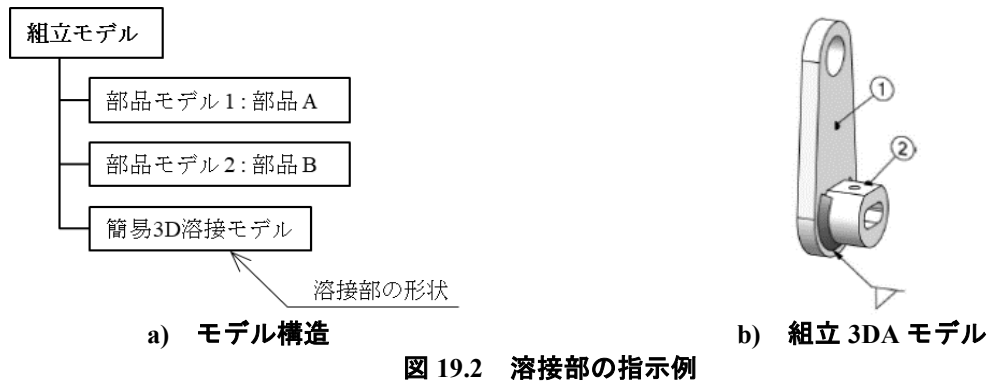 組立モデル
部品モデル1 : 部品A
部品モデル2 : 部品B
簡易3D溶接モデル
溶接部の形状
a) モデル構造
①
②
b) 組立 3DA モデル
図 19.2 溶接部の指示例